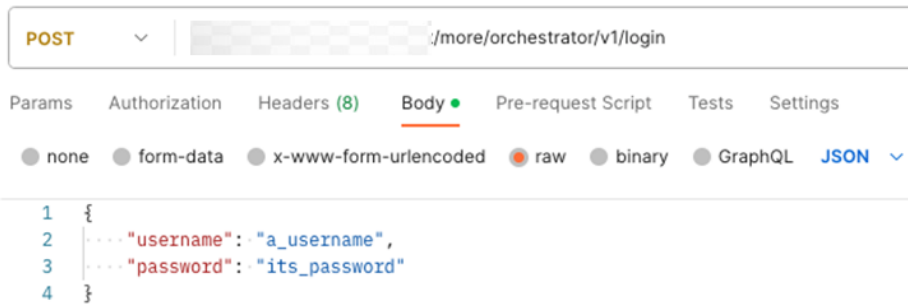 POST :/more/orchestrator/v1/login
Params Authorization Headers (8) Body Pre-request Script Tests Settings
none form-data x-www-form-urlencoded raw binary GraphQL JSON
1 {
2 "username": "a_username",
3 "password": "its_password"
4 }